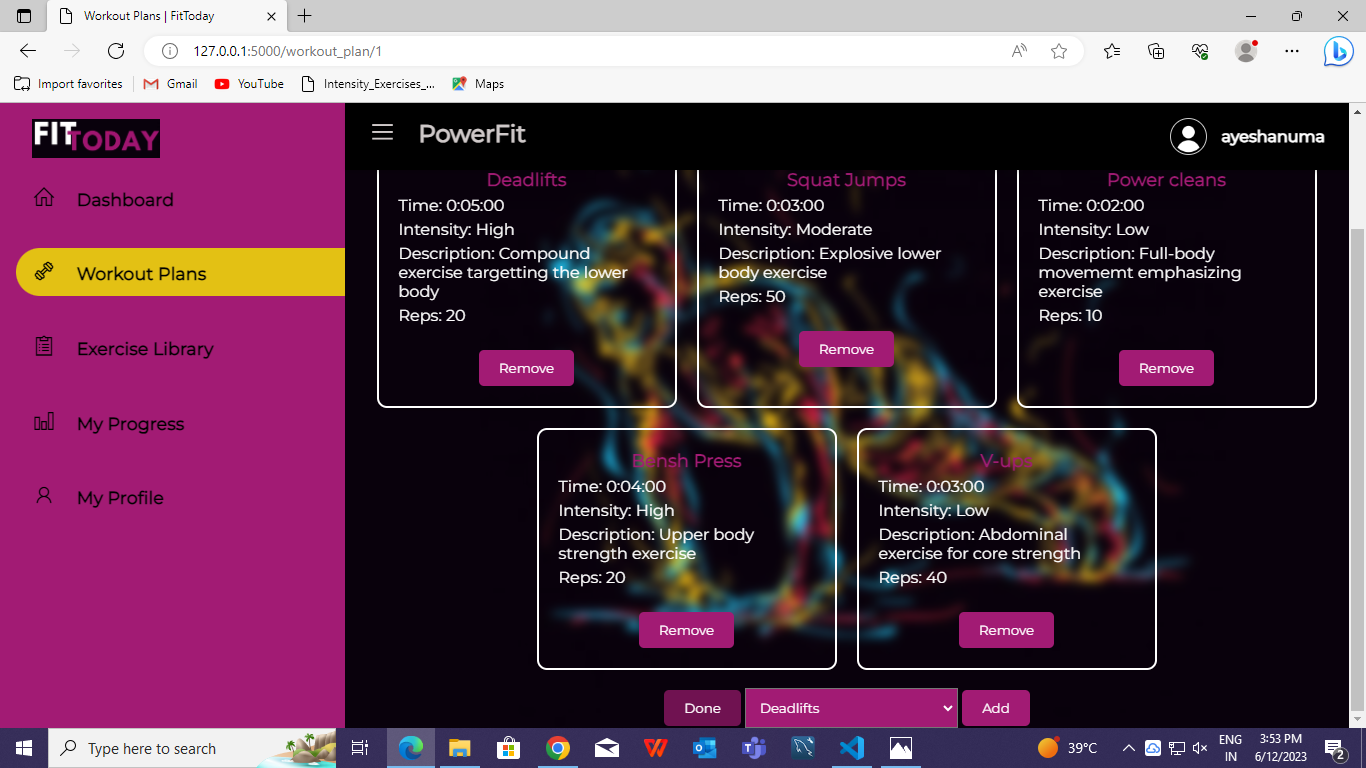 Workout Plans | FitToday
127.0.0.1:5000/workout_plan/1
Import favorites
Gmail
YouTube
Intensity_Exercises_...
Maps
FIT TODAY
PowerFit
ayeshanuma
Dashboard
Workout Plans
Exercise Library
My Progress
My Profile
Deadlifts
Time: 0:05:00
Intensity: High
Description: Compound
exercise targetting the lower
body
Reps: 20
Remove
Squat Jumps
Time: 0:03:00
Intensity: Moderate
Description: Explosive lower
body exercise
Reps: 50
Remove
Power cleans
Time: 0:02:00
Intensity: Low
Description: Full-body
movememt emphasizing
exercise
Reps: 10
Remove
Bensh Press
Time: 0:04:00
Intensity: High
Description: Upper body
strength exercise
Reps: 20
Remove
V-ups
Time: 0:03:00
Intensity: Low
Description: Abdominal
exercise for core strength
Reps: 40
Remove
Done
Deadlifts
Add
Type here to search
39°C
ENG
IN
3:53 PM
6/12/2023
2